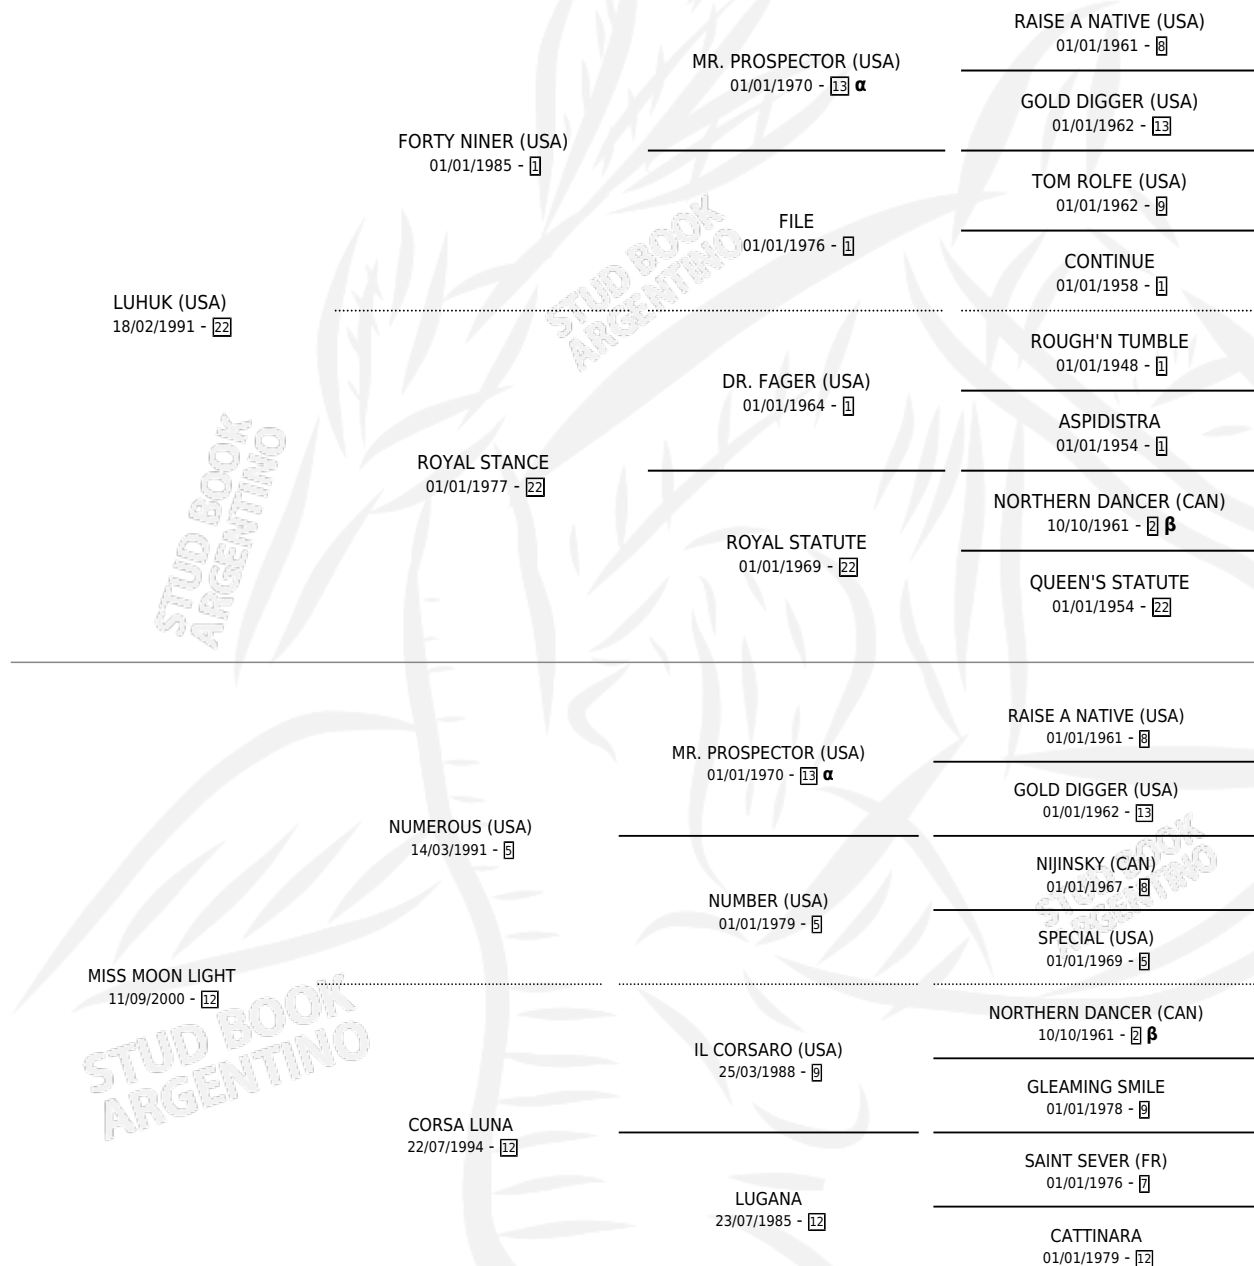 RAISE A NATIVE (USA)
01/01/1961 - 8
MR. PROSPECTOR (USA)
01/01/1970 - 13 α
GOLD DIGGER (USA)
01/01/1962 - 13
FORTY NINER (USA)
01/01/1985 - 1
TOM ROLFE (USA)
01/01/1962 - 9
FILE
01/01/1976 - 1
CONTINUE
01/01/1958 - 1
STUD BOOK
ARGENTINO
LUHUK (USA)
18/02/1991 - 22
ROUGH'N TUMBLE
01/01/1948 - 1
DR. FAGER (USA)
01/01/1964 - 1
ASPIDISTRA
01/01/1954 - 1
ROYAL STANCE
01/01/1977 - 22
NORTHERN DANCER (CAN)
10/10/1961 - 2 β
ROYAL STATUTE
01/01/1969 - 22
QUEEN'S STATUTE
01/01/1954 - 22
STUD BOOK
ARGENTINO
RAISE A NATIVE (USA)
01/01/1961 - 8
MR. PROSPECTOR (USA)
01/01/1970 - 13 α
GOLD DIGGER (USA)
01/01/1962 - 13
NUMEROUS (USA)
14/03/1991 - 5
NIJINSKY (CAN)
01/01/1967 - 8
NUMBER (USA)
01/01/1979 - 5
SPECIAL (USA)
01/01/1969 - 5
STUD BOOK
ARGENTINO
MISS MOON LIGHT
11/09/2000 - 12
NORTHERN DANCER (CAN)
10/10/1961 - 2 β
IL CORSARO (USA)
25/03/1988 - 9
GLEAMING SMILE
01/01/1978 - 9
STUD BOOK
ARGENTINO
CORSA LUNA
22/07/1994 - 12
SAINT SEVER (FR)
01/01/1976 - 7
LUGANA
23/07/1985 - 12
CATTINARA
01/01/1979 - 12